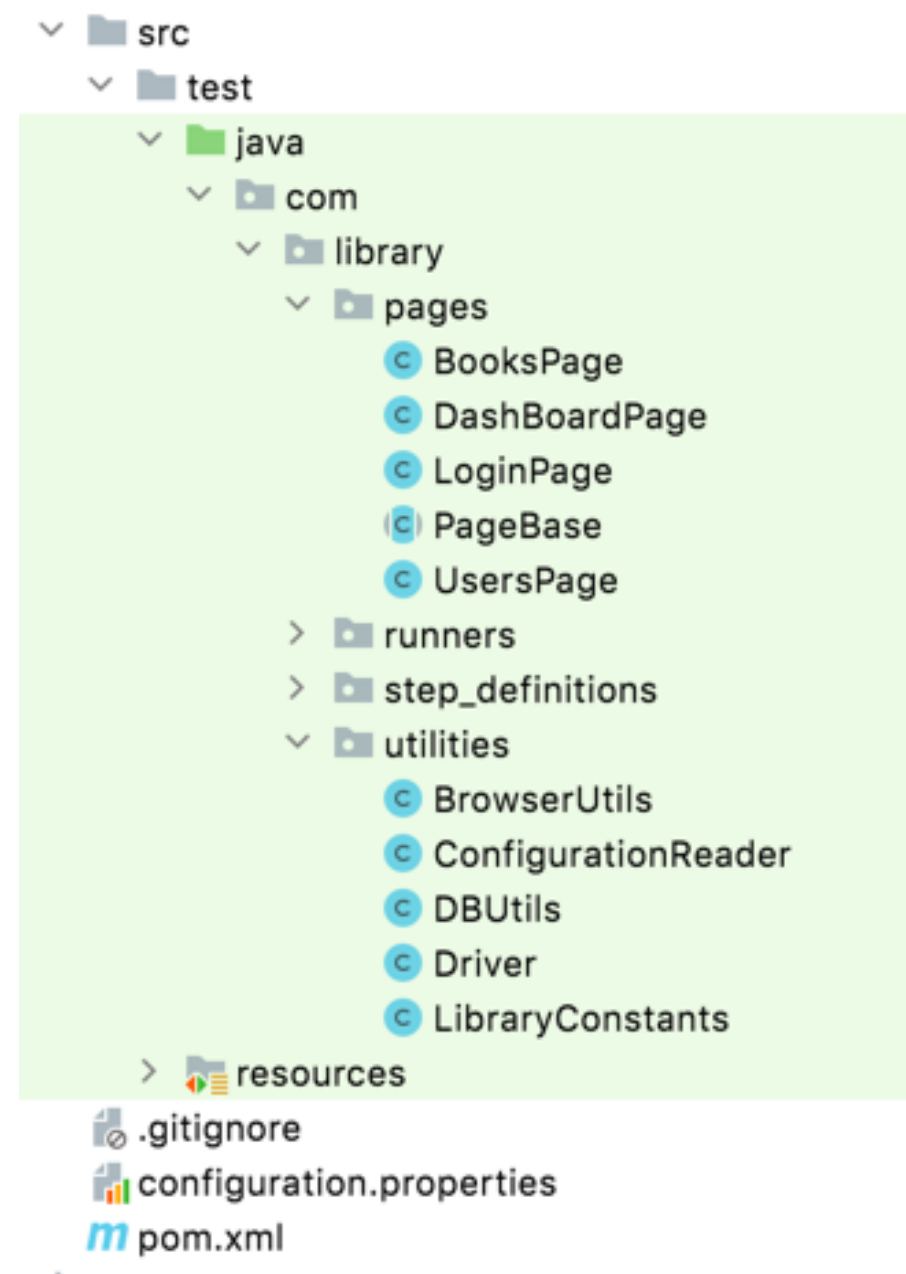 src
test
java
com
library
pages
BooksPage
DashBoardPage
LoginPage
PageBase
UsersPage
runners
step_definitions
utilities
BrowserUtils
ConfigurationReader
DBUtils
Driver
LibraryConstants
resources
.gitignore
configuration.properties
pom.xml